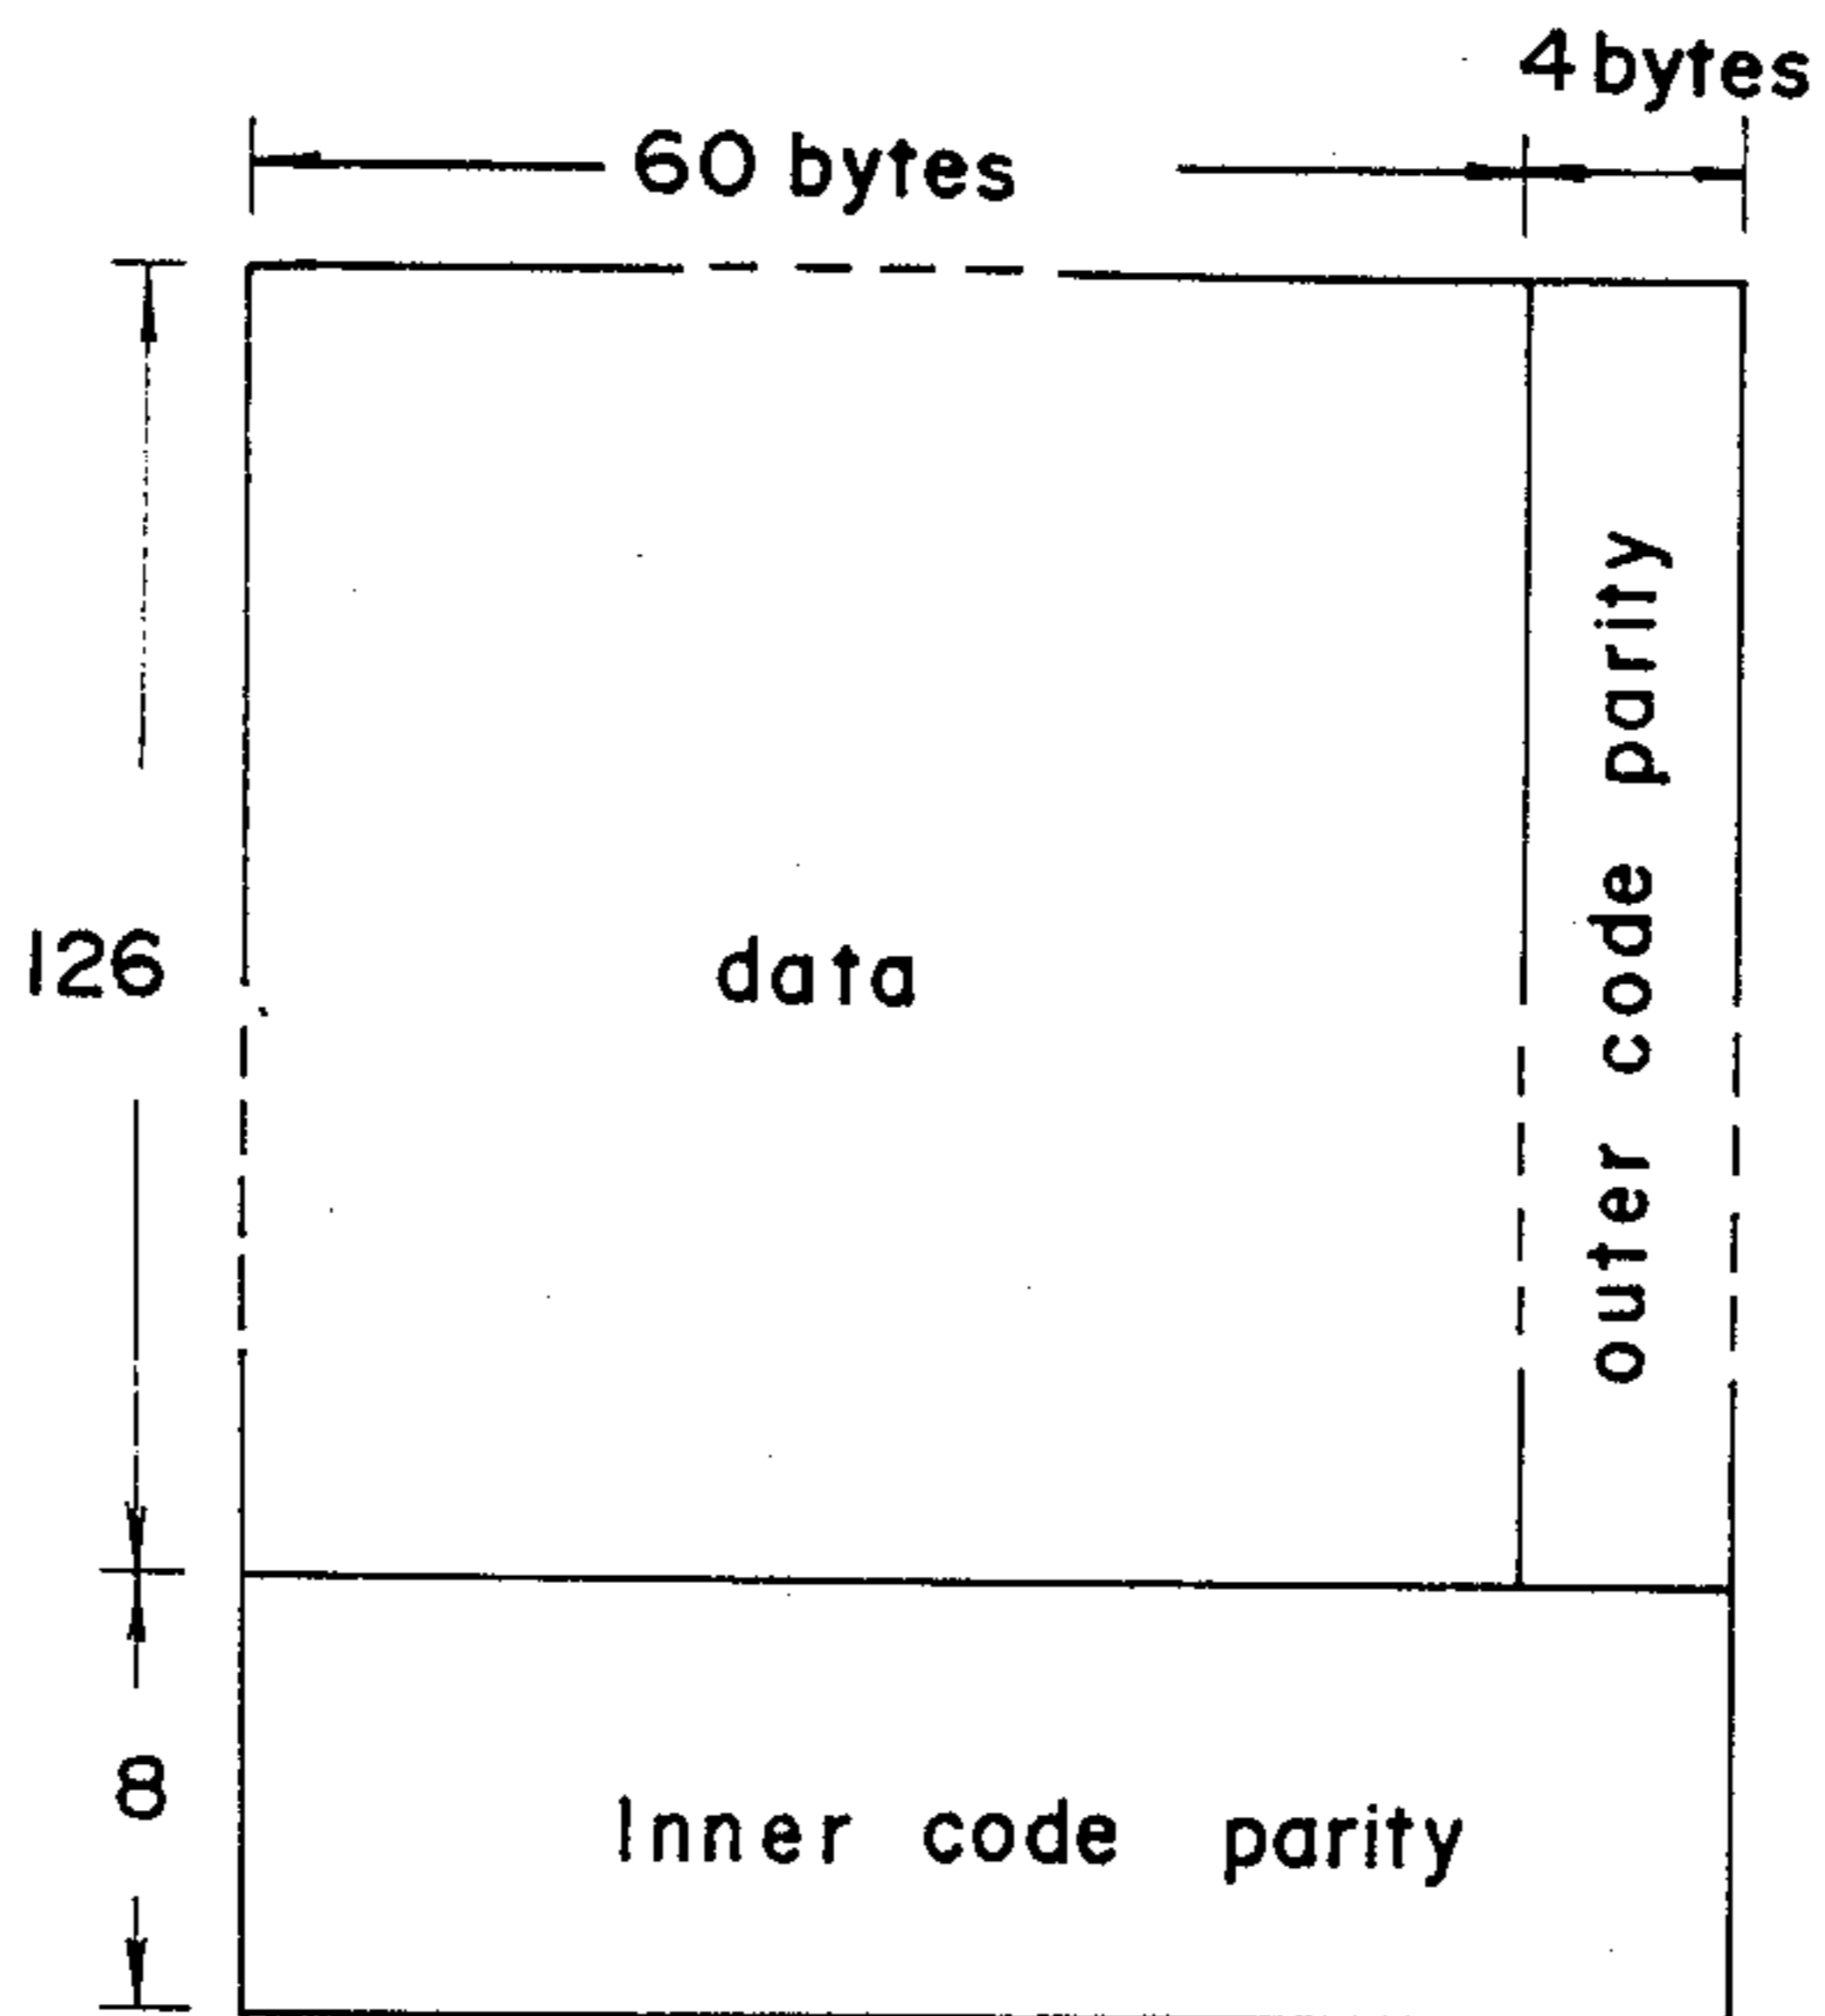 4 bytes
60 bytes
outer code parity
126
data
8
Inner code parity